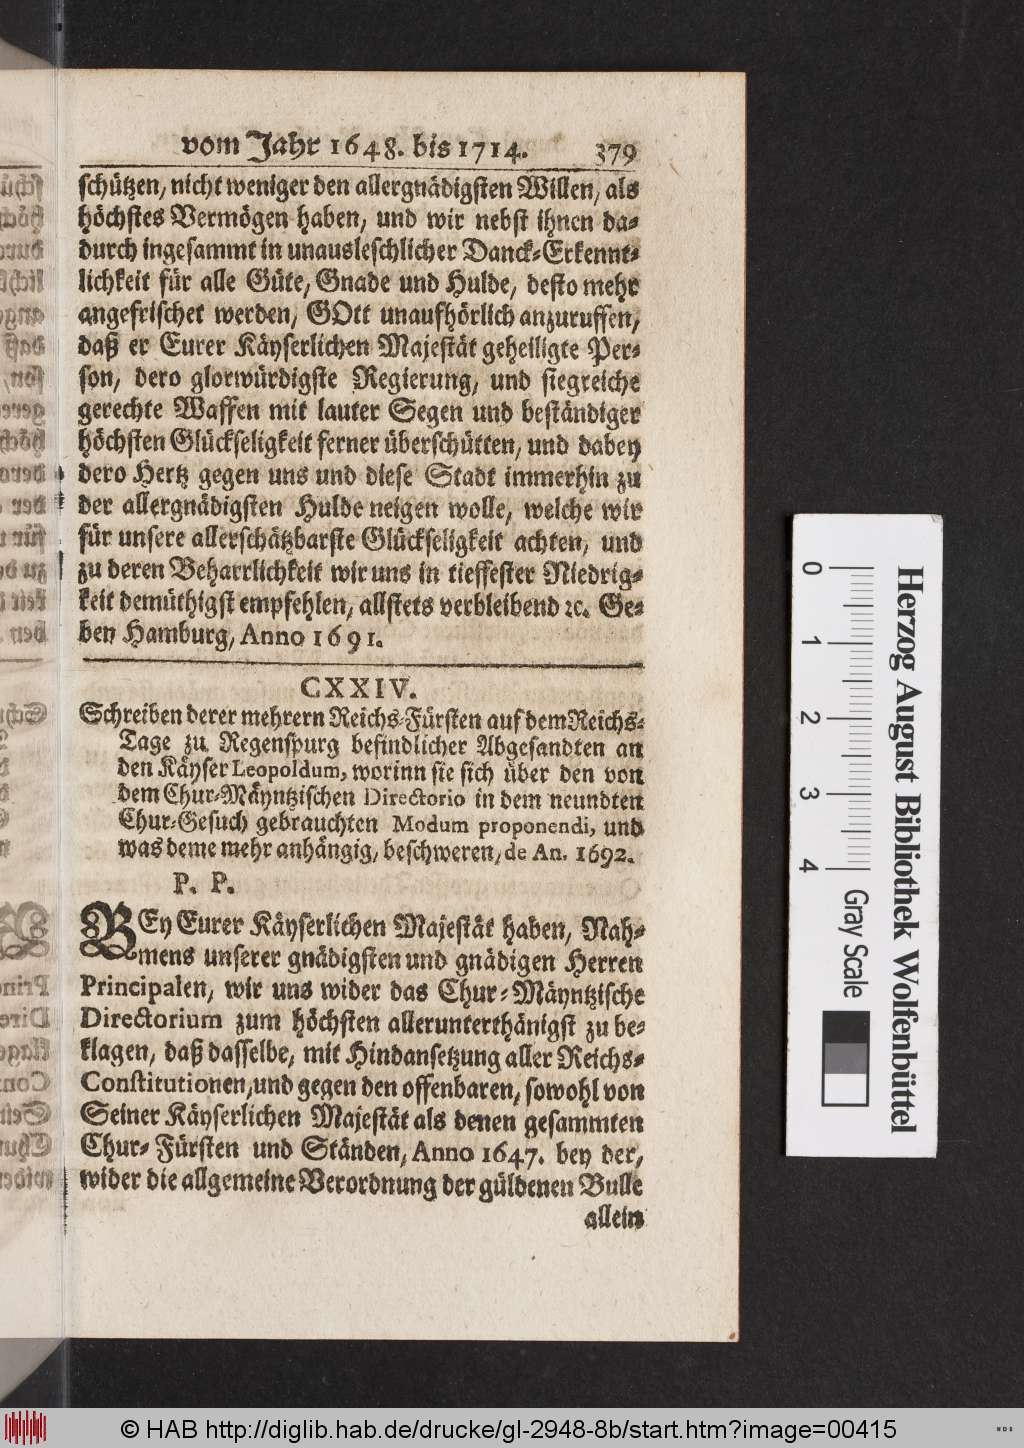 vom Jahr 1648. bis 1714. 379
schützen, nicht weniger den allergnädigsten Willen, als
höchstes Vermögen haben, und wir nebst ihnen da-
durch ingesammt in unausleschlicher Danck-Erkennt-
lichkeit für alle Güte, Gnade und Hulde, desto mehr
angefrischet werden, GOtt unaufhörlich anzuruffen,
daß er Eurer Käyserlichen Majestät geheiligte Per-
son, dero glorwürdigste Regierung, und siegreiche
gerechte Waffen mit lauter Segen und beständiger
höchsten Glückseligkeit ferner überschütten, und dabey
dero Hertz gegen uns und diese Stadt immerhin zu
der allergnädigsten Hulde neigen wolle, welche wir
für unsere allerschätzbarste Glückseligkeit achten, und
zu deren Beharrlichkeit wir uns in tieffester Niedrig-
keit demüthigst empfehlen, allstets verbleibend ꝛc. Ge-
ben Hamburg, Anno 1691.
CXXIV.
Schreiben derer mehrern Reichs-Fürsten auf dem Reichs-
Tage zu Regenspurg befindlicher Abgesandten an
den Käyser Leopoldum, worinn sie sich über den von
dem Chur-Mäyntzischen Directorio in dem neundten
Chur-Gesuch gebrauchten Modum proponendi, und
was deme mehr anhängig, beschweren, de An. 1692.
P. P.
BEy Eurer Käyserlichen Majestät haben, Nah-
mens unserer gnädigsten und gnädigen Herren
Principalen, wir uns wider das Chur-Mäyntzische
Directorium zum höchsten allerunterthänigst zu be-
klagen, daß dasselbe, mit Hindansetzung aller Reichs-
Constitutionen, und gegen den offenbaren, sowohl von
Seiner Käyserlichen Majestät als denen gesammten
Chur-Fürsten und Ständen, Anno 1647. bey der,
wider die allgemeine Verordnung der güldenen Bulle
allein
0 1 2 3 4
Gray Scale
Herzog August Bibliothek Wolfenbüttel
© HAB http://diglib.hab.de/drucke/gl-2948-8b/start.htm?image=00415